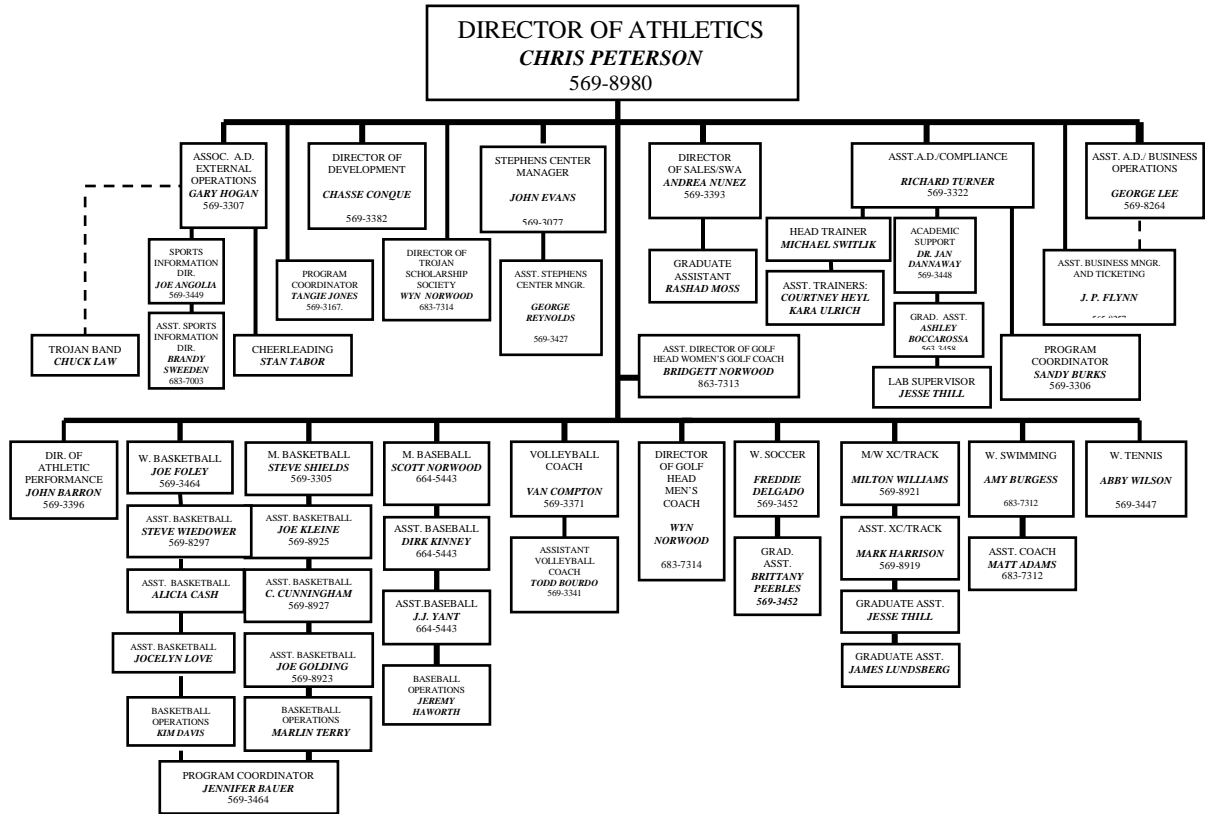 DIRECTOR OF ATHLETICS
CHRIS PETERSON
569-8980
ASSOC. A.D.
EXTERNAL
OPERATIONS
GARY HOGAN
569-3307
DIRECTOR OF
DEVELOPMENT
CHASSE CONQUE
569-3382
STEPHENS CENTER
MANAGER
JOHN EVANS
569-3077
DIRECTOR
OF SALES/SWA
ANDREA NUNEZ
569-3393
ASST.A.D./COMPLIANCE
RICHARD TURNER
569-3322
ASST. A.D./ BUSINESS
OPERATIONS
GEORGE LEE
569-8264
SPORTS
INFORMATION
DIR.
JOE ANGOLIA
569-3449
PROGRAM
COORDINATOR
TANGIE JONES
569-3167.
DIRECTOR OF
TROJAN
SCHOLARSHIP
SOCIETY
WYN NORWOOD
683-7314
ASST. STEPHENS
CENTER MNGR.
GEORGE
REYNOLDS
569-3427
GRADUATE
ASSISTANT
RASHAD MOSS
HEAD TRAINER
MICHAEL SWITLIK
ASST. TRAINERS:
COURTNEY HEYL
KARA ULRICH
ACADEMIC
SUPPORT
DR. JAN
DANNAWAY
569-3448
GRAD. ASST.
ASHLEY
BOCCAROSSA
563-3458
LAB SUPERVISOR
JESSE THILL
ASST. BUSINESS MNGR.
AND TICKETING
J. P. FLYNN
PROGRAM
COORDINATOR
SANDY BURKS
569-3306
TROJAN BAND
CHUCK LAW
ASST. SPORTS
INFORMATION
DIR.
BRANDY
SWEEDEN
683-7003
CHEERLEADING
STAN TABOR
ASST. DIRECTOR OF GOLF
HEAD WOMEN'S GOLF COACH
BRIDGETT NORWOOD
863-7313
DIR. OF
ATHLETIC
PERFORMANCE
JOHN BARRON
569-3396
W. BASKETBALL
JOE FOLEY
569-3464
ASST. BASKETBALL
STEVE WIEDOWER
569-8297
ASST. BASKETBALL
ALICIA CASH
ASST. BASKETBALL
JOCELYN LOVE
BASKETBALL
OPERATIONS
KIM DAVIS
M. BASKETBALL
STEVE SHIELDS
569-3305
ASST. BASKETBALL
JOE KLEINE
569-8925
ASST. BASKETBALL
C. CUNNINGHAM
569-8927
ASST. BASKETBALL
JOE GOLDING
569-8923
BASKETBALL
OPERATIONS
MARLIN TERRY
PROGRAM COORDINATOR
JENNIFER BAUER
569-3464
M. BASEBALL
SCOTT NORWOOD
664-5443
ASST. BASEBALL
DIRK KINNEY
664-5443
ASST.BASEBALL
J.J. YANT
664-5443
BASEBALL
OPERATIONS
JEREMY
HAWORTH
VOLLEYBALL
COACH
VAN COMPTON
569-3371
ASSISTANT
VOLLEYBALL
COACH
TODD BOURDO
569-3341
DIRECTOR
OF GOLF
HEAD
MEN'S
COACH
WYN
NORWOOD
683-7314
W. SOCCER
FREDDIE
DELGADO
569-3452
GRAD.
ASST.
BRITTANY
PEEBLES
569-3452
M/W XC/TRACK
MILTON WILLIAMS
569-8921
ASST. XC/TRACK
MARK HARRISON
569-8919
GRADUATE ASST.
JESSE THILL
GRADUATE ASST.
JAMES LUNDSBERG
W. SWIMMING
AMY BURGESS
683-7312
ASST. COACH
MATT ADAMS
683-7312
W. TENNIS
ABBY WILSON
569-3447